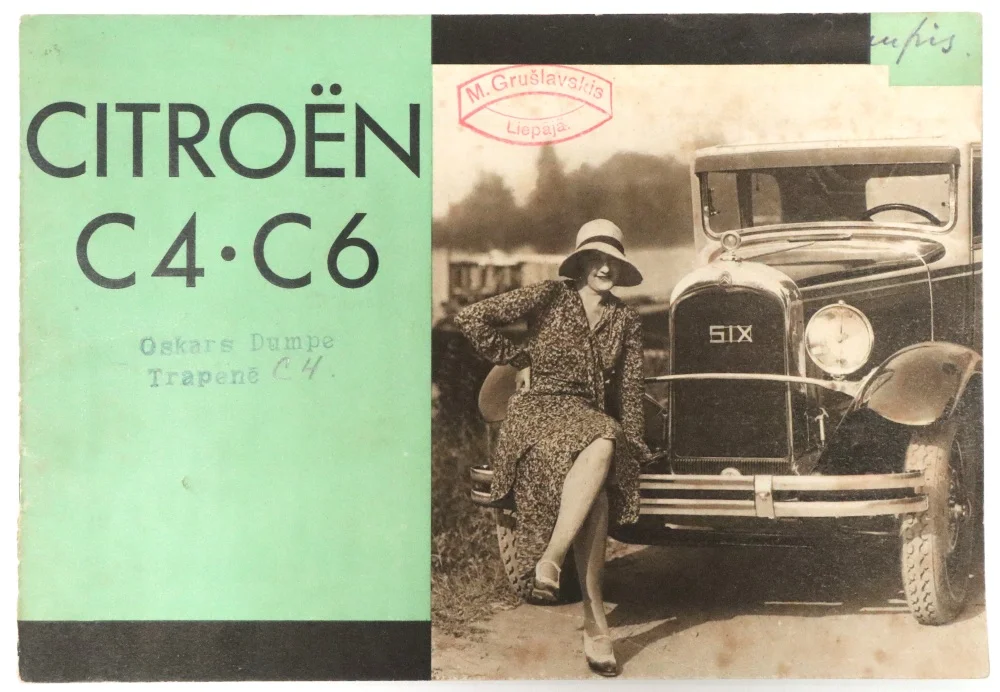 CITROËN
C4·C6
Oskars Dumpe
Trapenē C4.
M. Grušlavskis
Liepājā.
SIX